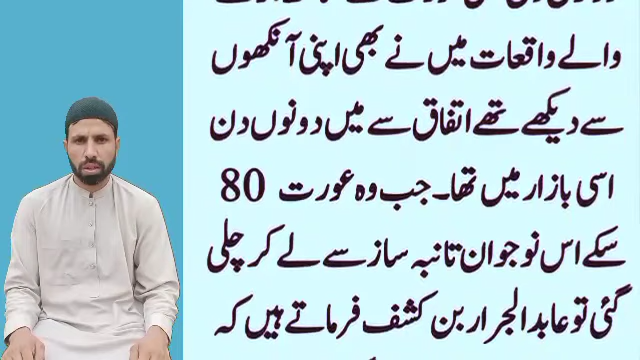 والے واقعات میں نے بھی اپنی آنکھوں
سے دیکھے تھے اتفاق سے میں دونوں دن
اسی بازار میں تھا۔ جب وہ عورت 80
سکے اس نوجوان تانبہ ساز سے لے کر چلی
گئی تو عابد الجرار بن کشف فرماتے ہیں کہ